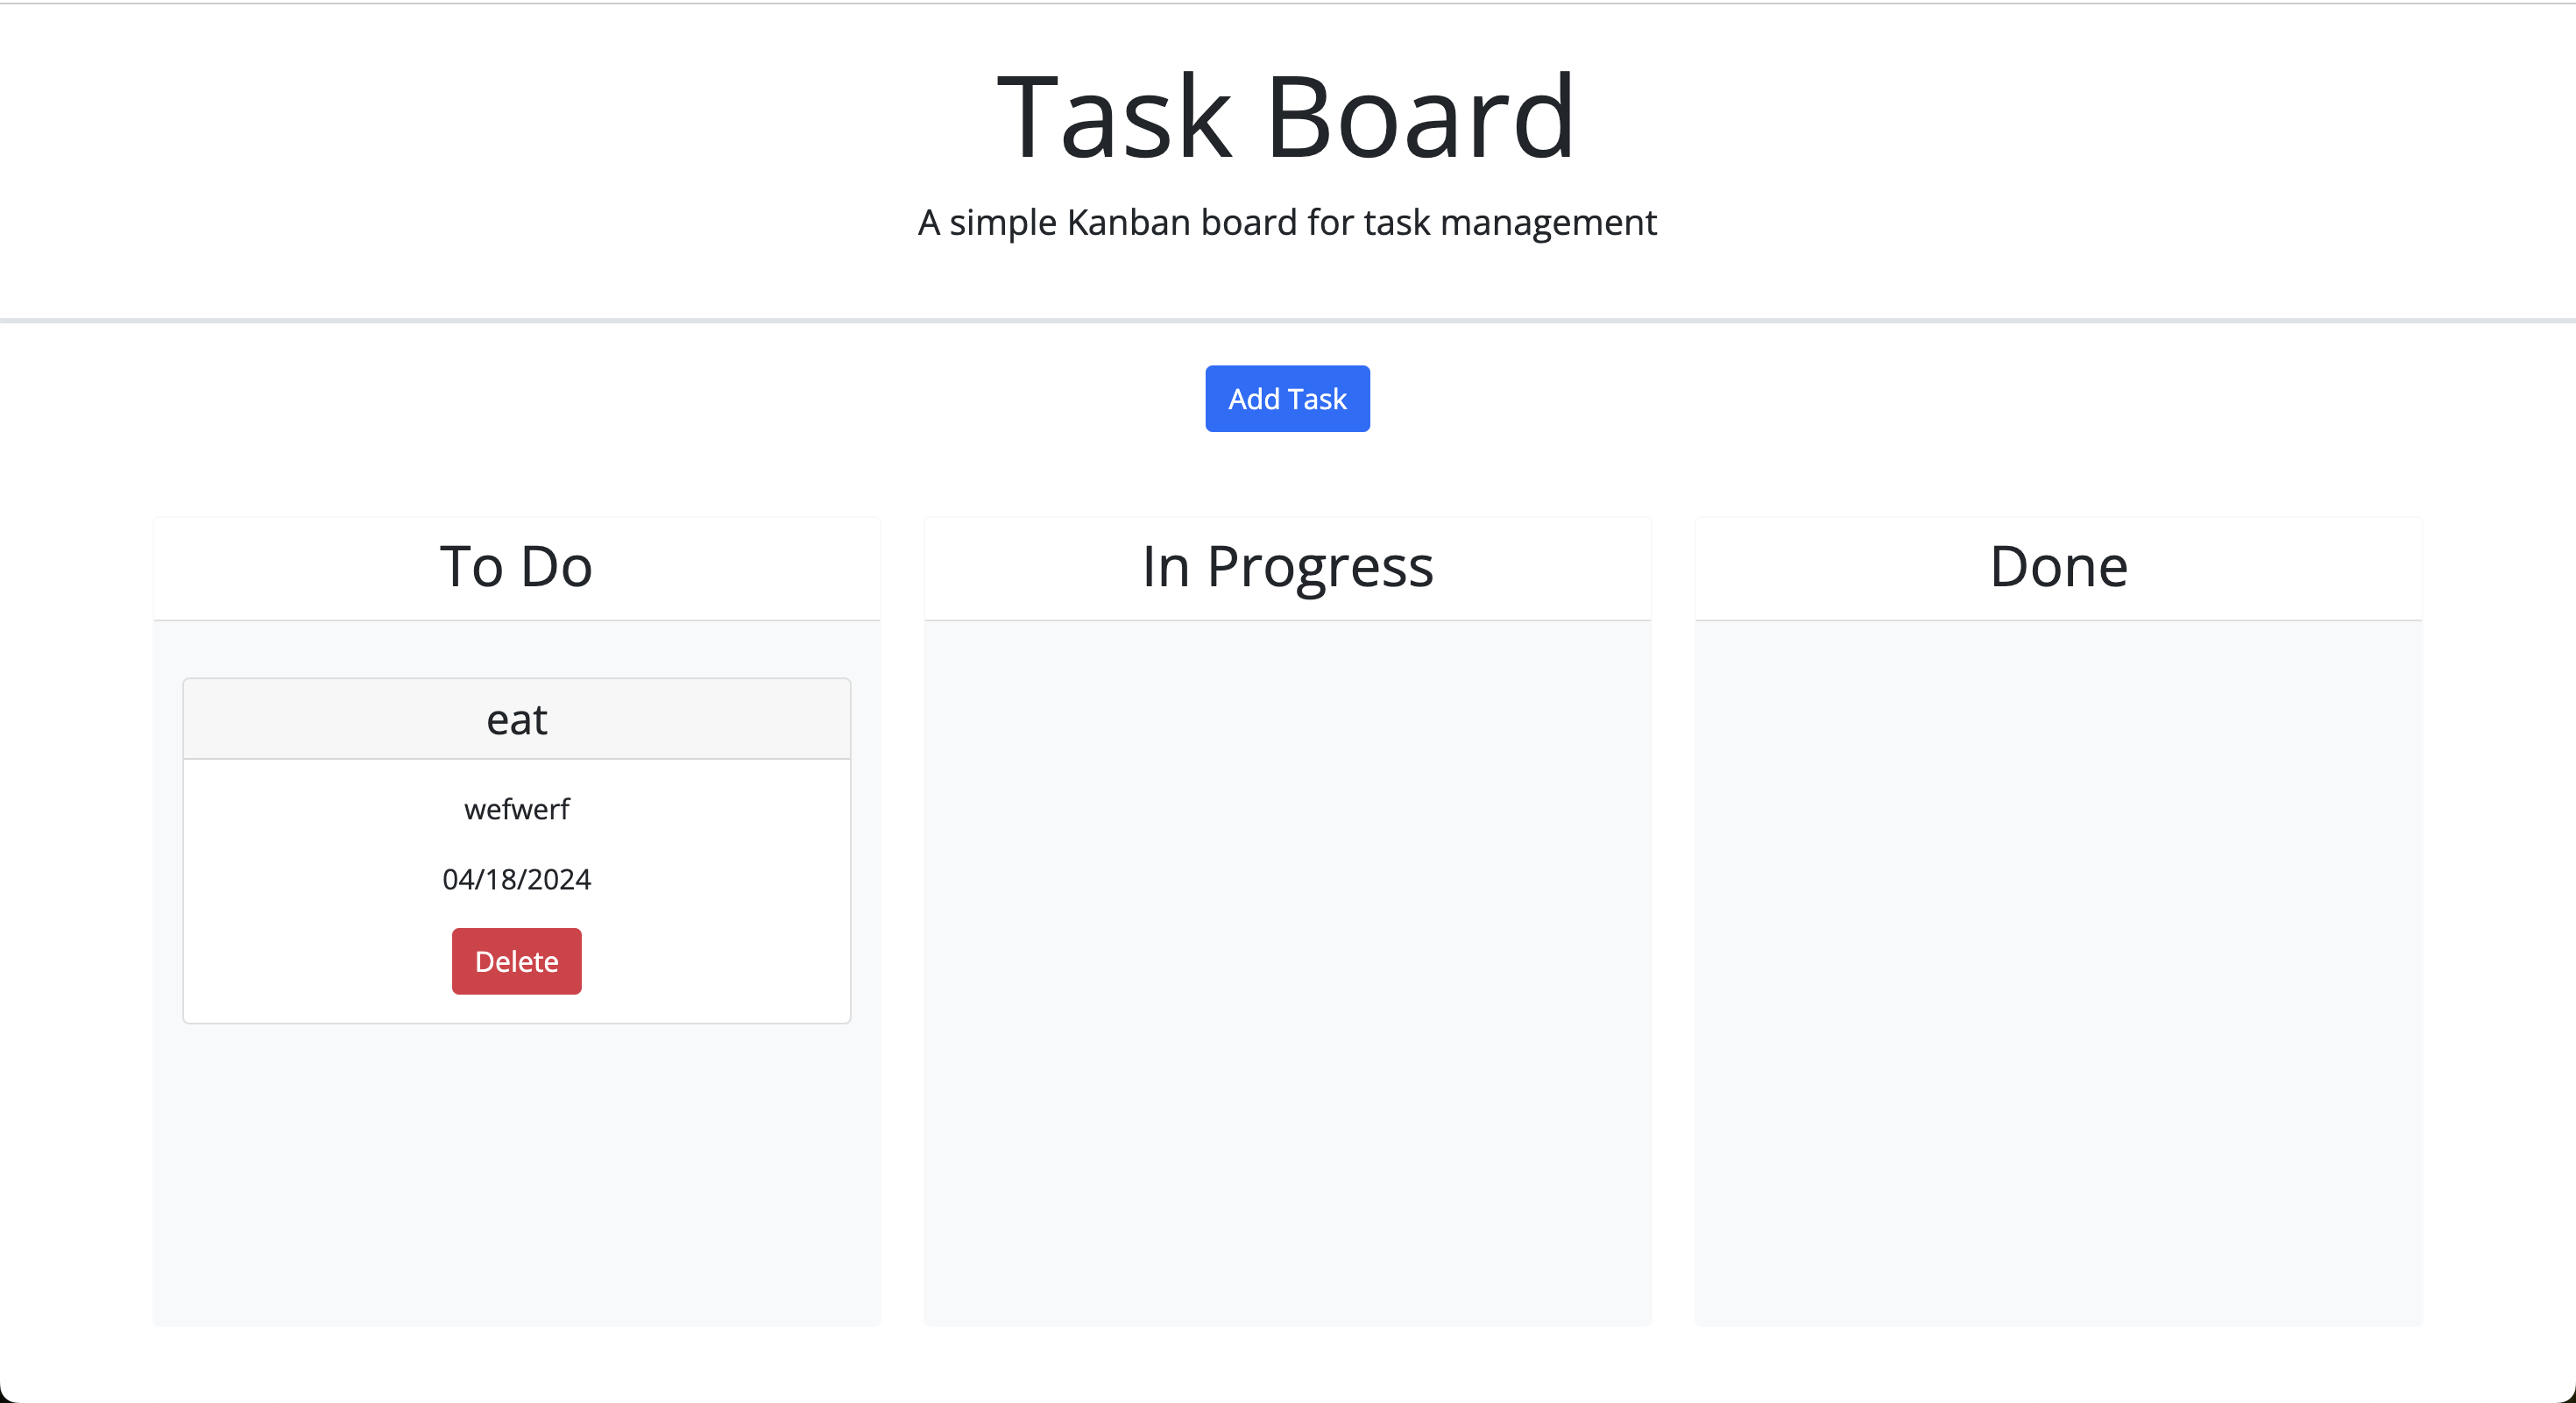 Task Board
A simple Kanban board for task management
Add Task
To Do
In Progress
Done
eat
wefwerf
04/18/2024
Delete